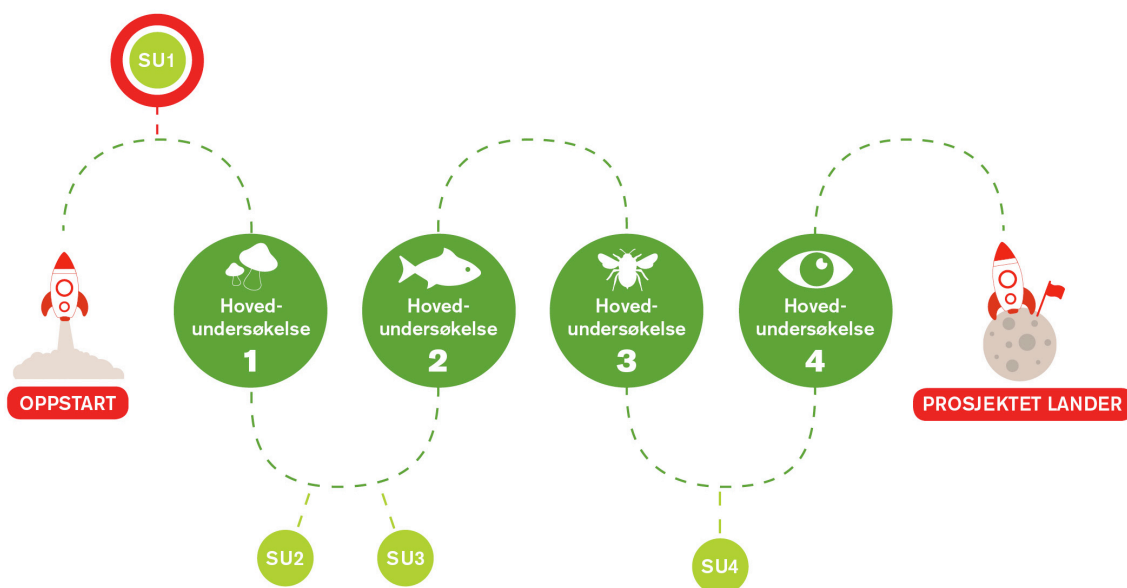 SU1
OPPSTART
Hoved-
undersøkelse
1
Hoved-
undersøkelse
2
Hoved-
undersøkelse
3
Hoved-
undersøkelse
4
PROSJEKTET LANDER
SU2
SU3
SU4